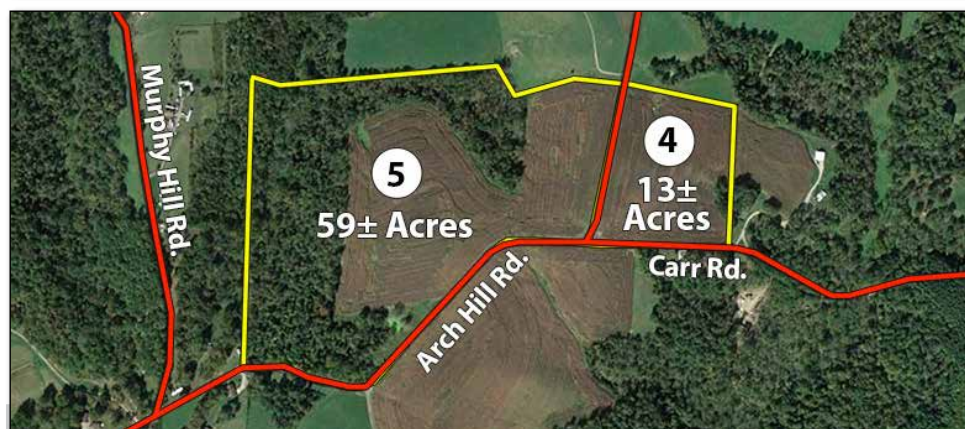 Murphy Hill Rd.
5
59± Acres
4
13±
Acres
Arch Hill Rd.
Carr Rd.